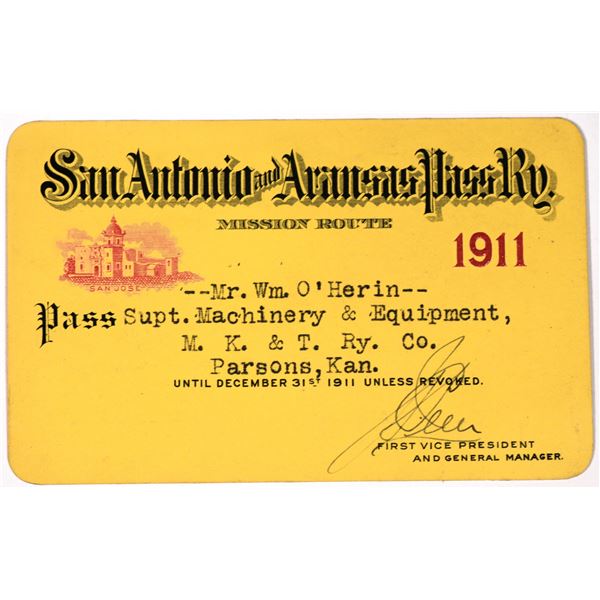 San Antonio and Aransas Pass Ry.
MISSION ROUTE
1911
SAN JOSE
--Mr. Wm. O'Herin--
Pass Supt. Machinery & Equipment,
M. K. & T. Ry. Co.
Parsons, Kan.
UNTIL DECEMBER 31ST 1911 UNLESS REVOKED.
FIRST VICE PRESIDENT
AND GENERAL MANAGER.